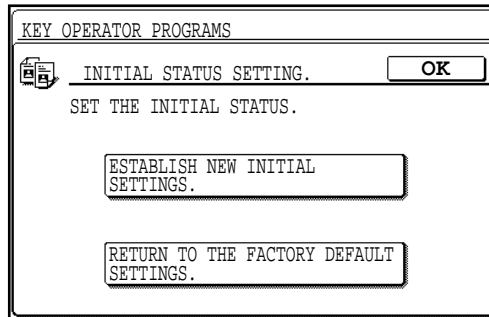 KEY OPERATOR PROGRAMS
INITIAL STATUS SETTING.
OK
SET THE INITIAL STATUS.
ESTABLISH NEW INITIAL
SETTINGS.
RETURN TO THE FACTORY DEFAULT
SETTINGS.